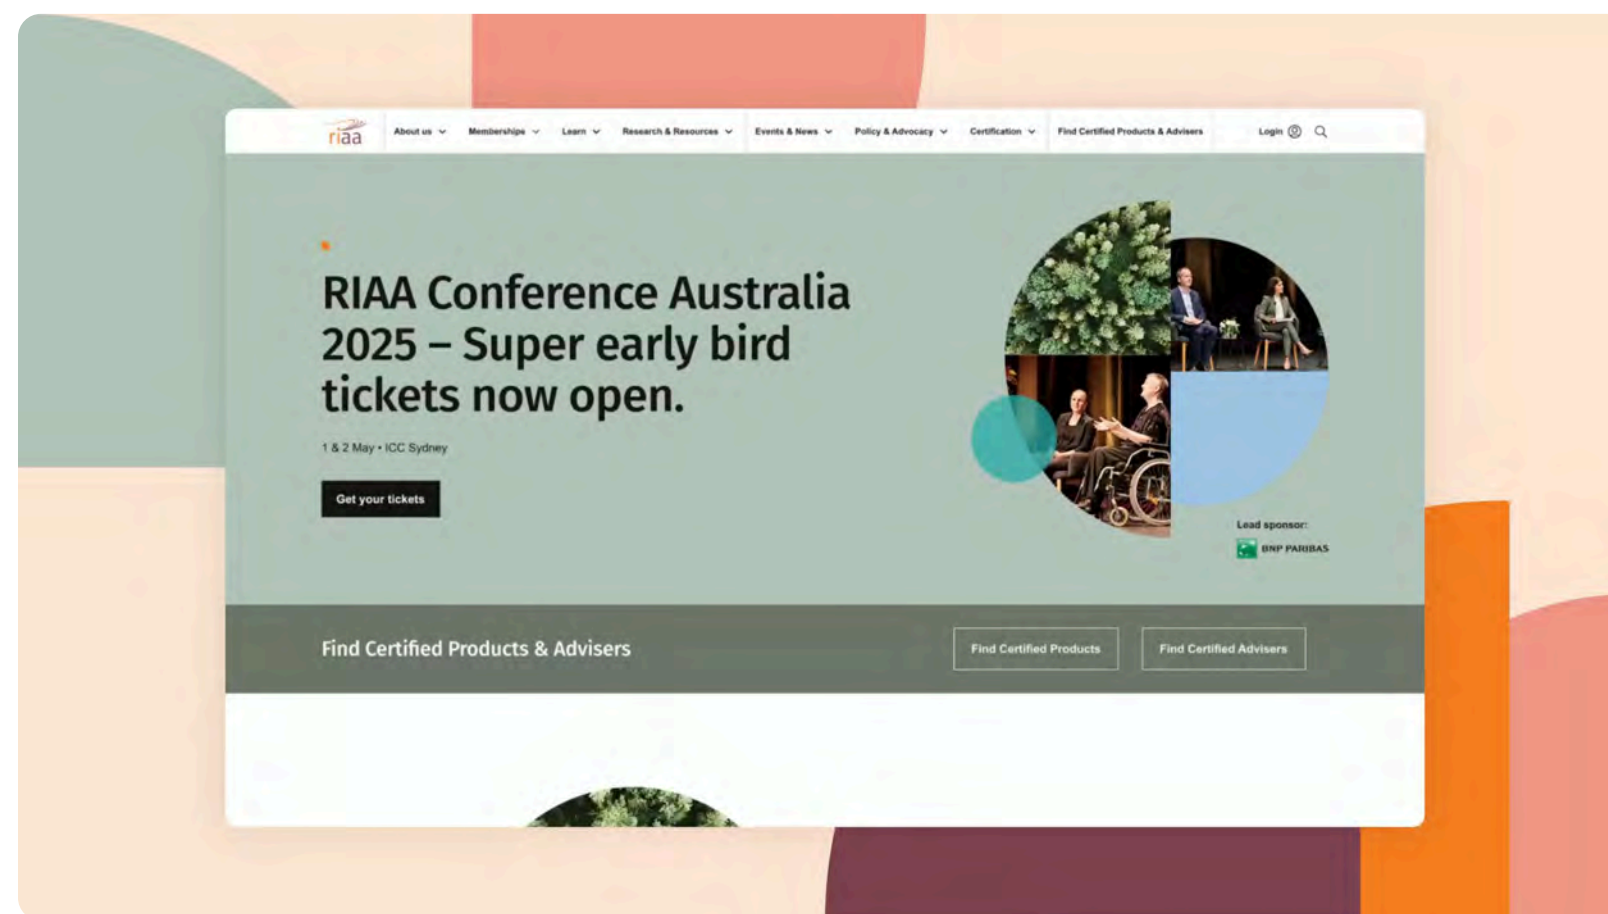 riaa
About us
Memberships
Learn
Research & Resources
Events & News
Policy & Advocacy
Certification
Find Certified Products & Advisers
Login
RIAA Conference Australia
2025 – Super early bird
tickets now open.
1 & 2 May • ICC Sydney
Get your tickets
Lead sponsor:
BNP PARIBAS
Find Certified Products & Advisers
Find Certified Products
Find Certified Advisers